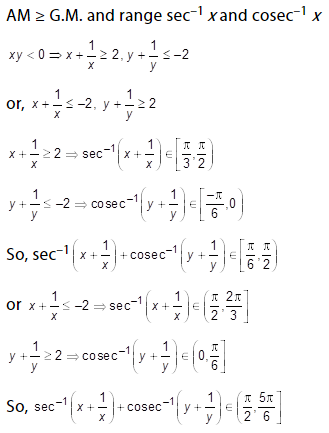 AM ≥ G.M. and range sec⁻¹ x and cosec⁻¹ x
xy < 0 ⇒ x + 1/x ≥ 2, y + 1/y ≤ -2
or, x + 1/x ≤ -2, y + 1/y ≥ 2
x + 1/x ≥ 2 ⇒ sec⁻¹(x + 1/x) ∈ [π/3, π/2)
y + 1/y ≤ -2 ⇒ cosec⁻¹(y + 1/y) ∈ [-π/6, 0)
So, sec⁻¹(x + 1/x) + cosec⁻¹(y + 1/y) ∈ [π/6, π/2)
or x + 1/x ≤ -2 ⇒ sec⁻¹(x + 1/x) ∈ (π/2, 2π/3]
y + 1/y ≥ 2 ⇒ cosec⁻¹(y + 1/y) ∈ (0, π/6]
So, sec⁻¹(x + 1/x) + cosec⁻¹(y + 1/y) ∈ (π/2, 5π/6]